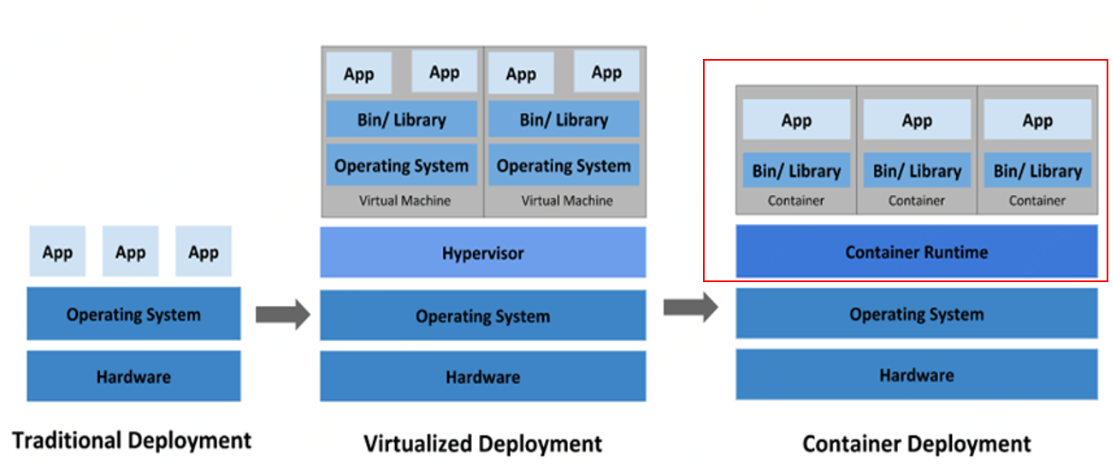 App App App
Operating System
Hardware
Traditional Deployment
App App App App
Bin/ Library Bin/ Library
Operating System Operating System
Virtual Machine Virtual Machine
Hypervisor
Operating System
Hardware
Virtualized Deployment
App App App
Bin/ Library Bin/ Library Bin/ Library
Container Container Container
Container Runtime
Operating System
Hardware
Container Deployment